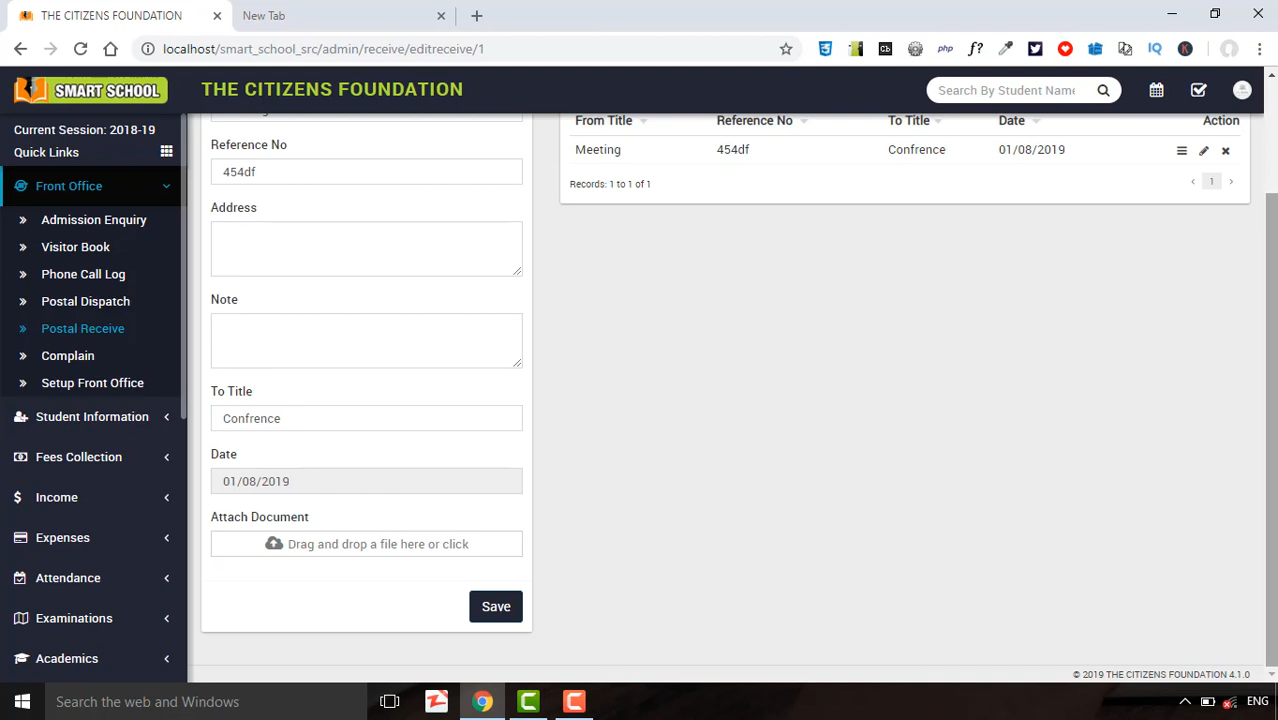 THE CITIZENS FOUNDATION
New Tab
localhost/smart_school_src/admin/receive/editreceive/1
php
f?
IQ
K
SMART SCHOOL
THE CITIZENS FOUNDATION
Search By Student Name
Current Session: 2018-19
Quick Links
Front Office
Admission Enquiry
Visitor Book
Phone Call Log
Postal Dispatch
Postal Receive
Complain
Setup Front Office
Student Information
Fees Collection
Income
Expenses
Attendance
Examinations
Academics
Reference No
454df
Address
Note
To Title
Confrence
Date
01/08/2019
Attach Document
Drag and drop a file here or click
Save
From Title Reference No To Title Date Action
Meeting 454df Confrence 01/08/2019
Records: 1 to 1 of 1
1
© 2019 THE CITIZENS FOUNDATION 4.1.0
Search the web and Windows
ENG